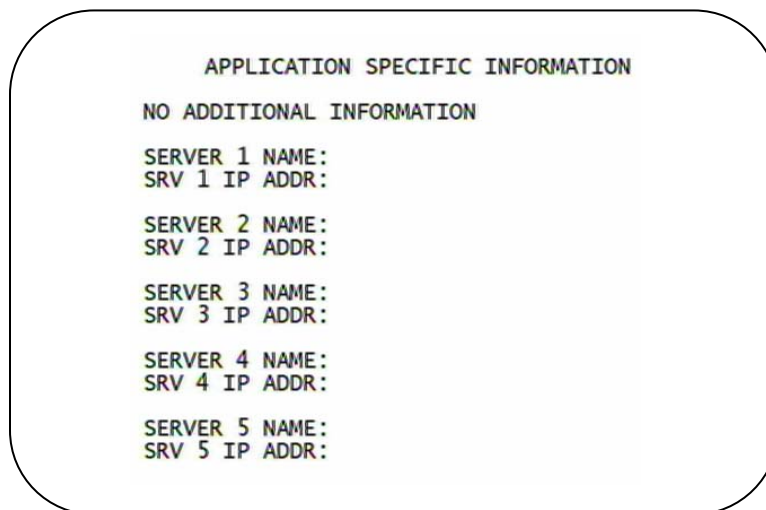 APPLICATION SPECIFIC INFORMATION
NO ADDITIONAL INFORMATION
SERVER 1 NAME:
SRV 1 IP ADDR:
SERVER 2 NAME:
SRV 2 IP ADDR:
SERVER 3 NAME:
SRV 3 IP ADDR:
SERVER 4 NAME:
SRV 4 IP ADDR:
SERVER 5 NAME:
SRV 5 IP ADDR: